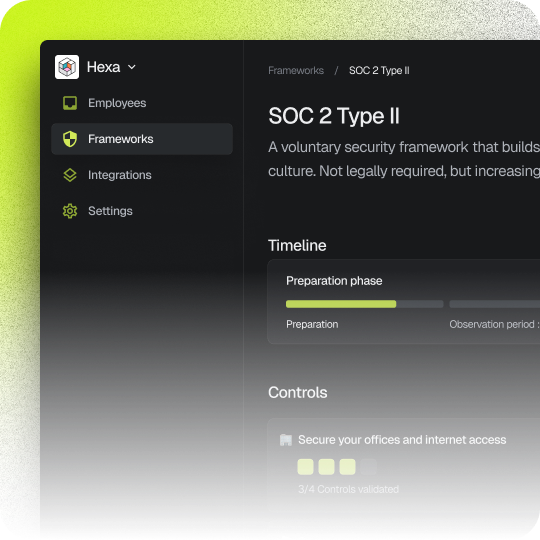 Hexa
Employees
Frameworks
Integrations
Settings
Frameworks / SOC 2 Type II
SOC 2 Type II
A voluntary security framework that builds
culture. Not legally required, but increasing
Timeline
Preparation phase
Preparation
Observation period :
Controls
Secure your offices and internet access
3/4 Controls validated